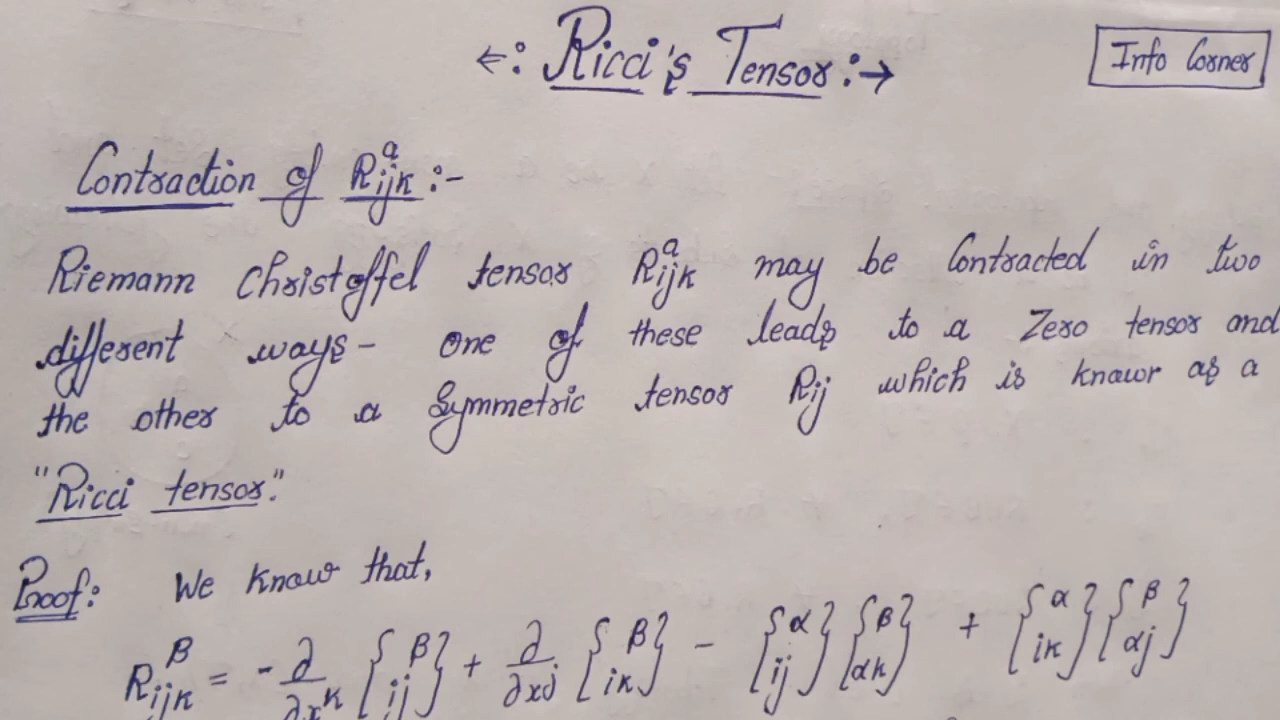 ←: Ricci's Tensor:→
Info Corner
Contraction of R^a_ijk :-
Riemann Christoffel tensor R^a_ijk may be Contracted in two
different ways- one of these leads to a Zero tensor and
the other to a Symmetric tensor Rij which is knowr as a
"Ricci tensor."
Proof: We know that,
R^β_ijk = -∂/∂x^k {β ij} + ∂/∂x^j {β ik} - {α ij} {β αk} + {α ik} {β αj}